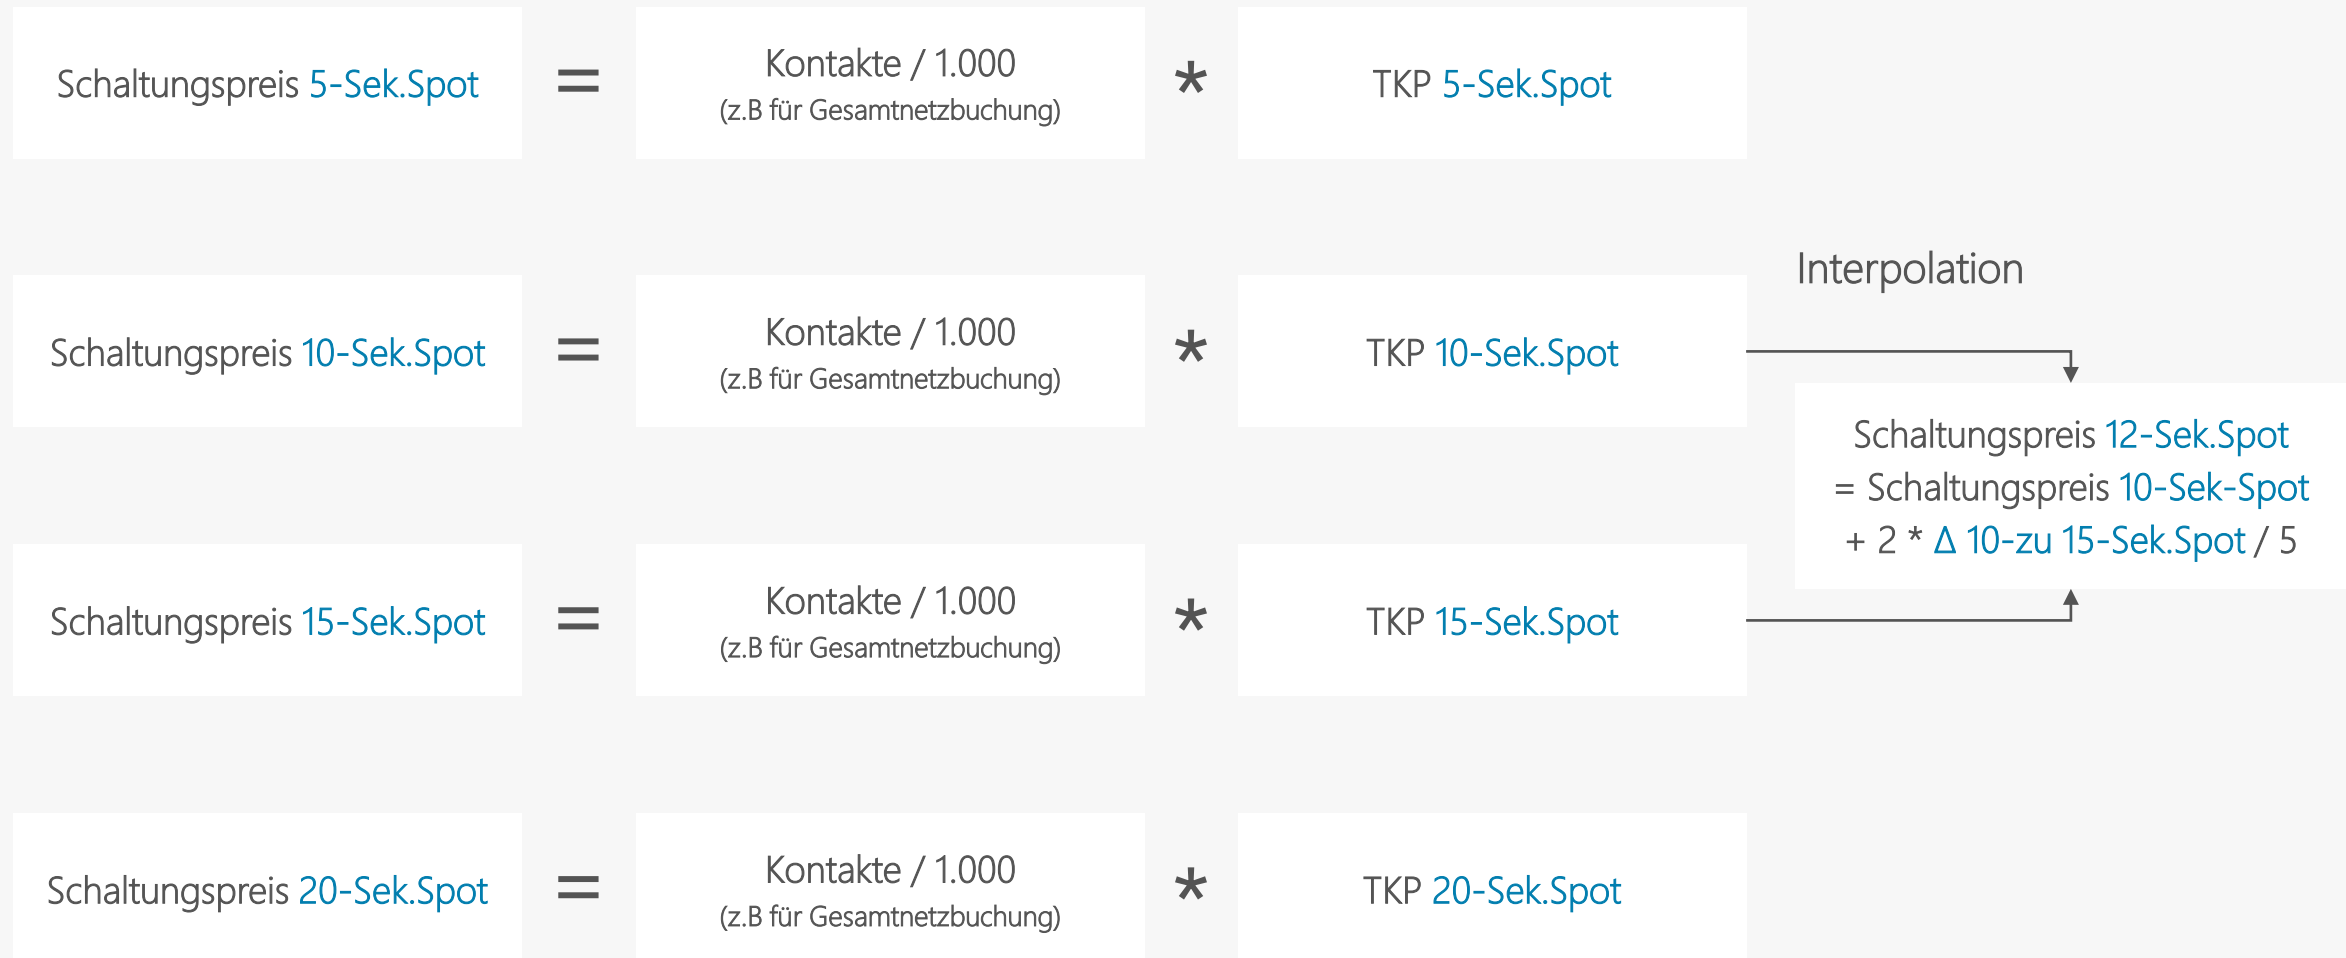 Schaltungspreis 5-Sek.Spot = Kontakte / 1.000 * TKP 5-Sek.Spot
(z.B für Gesamtnetzbuchung)
Interpolation
Schaltungspreis 10-Sek.Spot = Kontakte / 1.000 * TKP 10-Sek.Spot
(z.B für Gesamtnetzbuchung)
Schaltungspreis 12-Sek.Spot
= Schaltungspreis 10-Sek-Spot
+ 2 * Δ 10-zu 15-Sek.Spot / 5
Schaltungspreis 15-Sek.Spot = Kontakte / 1.000 * TKP 15-Sek.Spot
(z.B für Gesamtnetzbuchung)
Schaltungspreis 20-Sek.Spot = Kontakte / 1.000 * TKP 20-Sek.Spot
(z.B für Gesamtnetzbuchung)